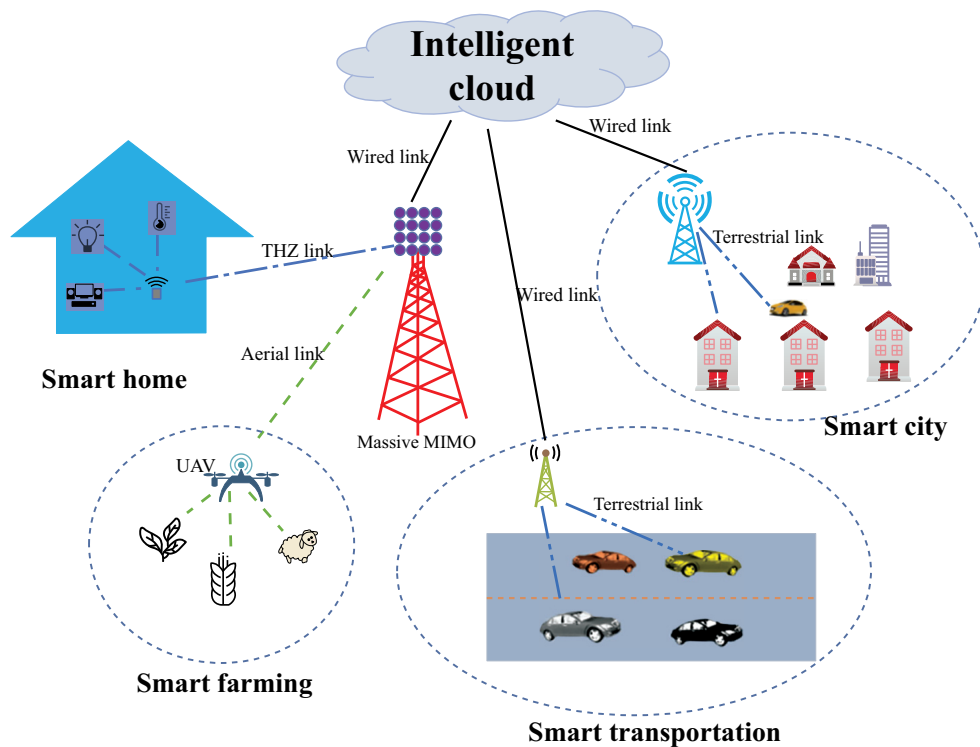 Intelligent
cloud
Wired link
Wired link
THZ link
Terrestrial link
Wired link
Aerial link
Smart home
Smart city
Massive MIMO
UAV
Terrestrial link
Smart farming
Smart transportation